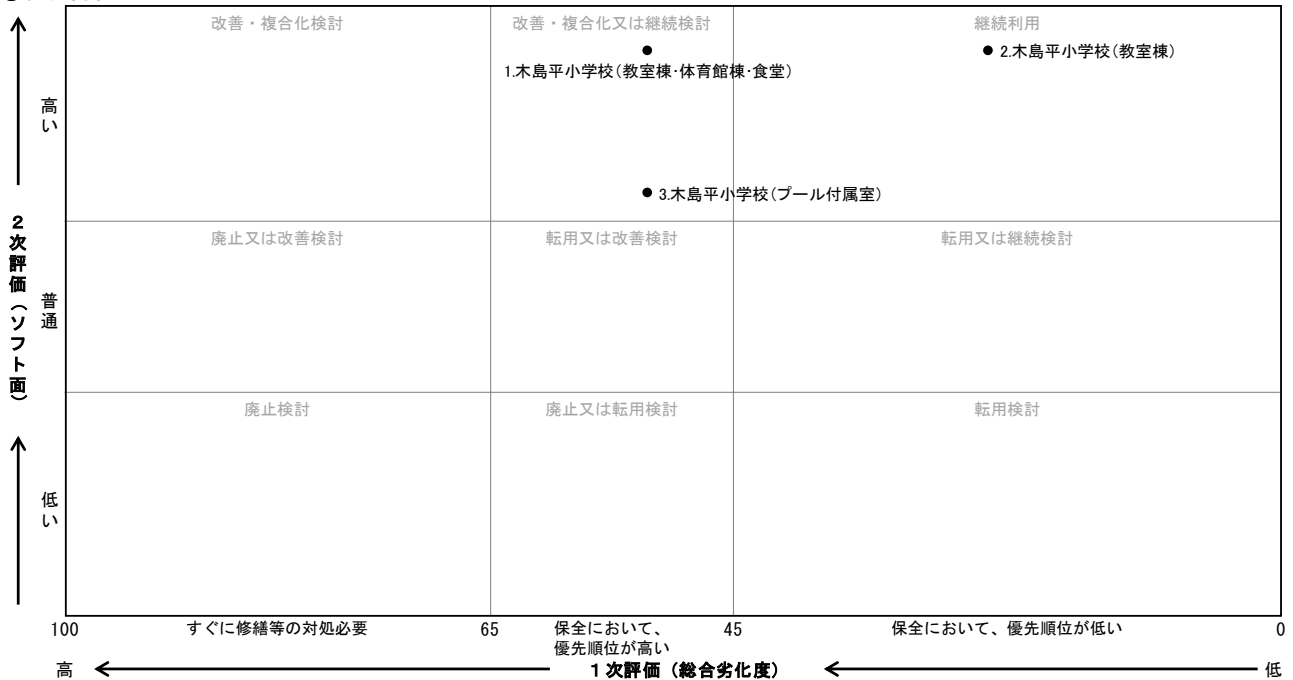 改善・複合化検討
改善・複合化又は継続検討
継続利用
2.木島平小学校（教室棟）
1.木島平小学校（教室棟・体育館棟・食堂）
高い
3.木島平小学校（プール付属室）
２次評価（ソフト面）
廃止又は改善検討
転用又は改善検討
転用又は継続検討
普通
廃止検討
廃止又は転用検討
転用検討
低い
100
すぐに修繕等の対処必要
65
保全において、
優先順位が高い
45
保全において、優先順位が低い
0
高
１次評価（総合劣化度）
低